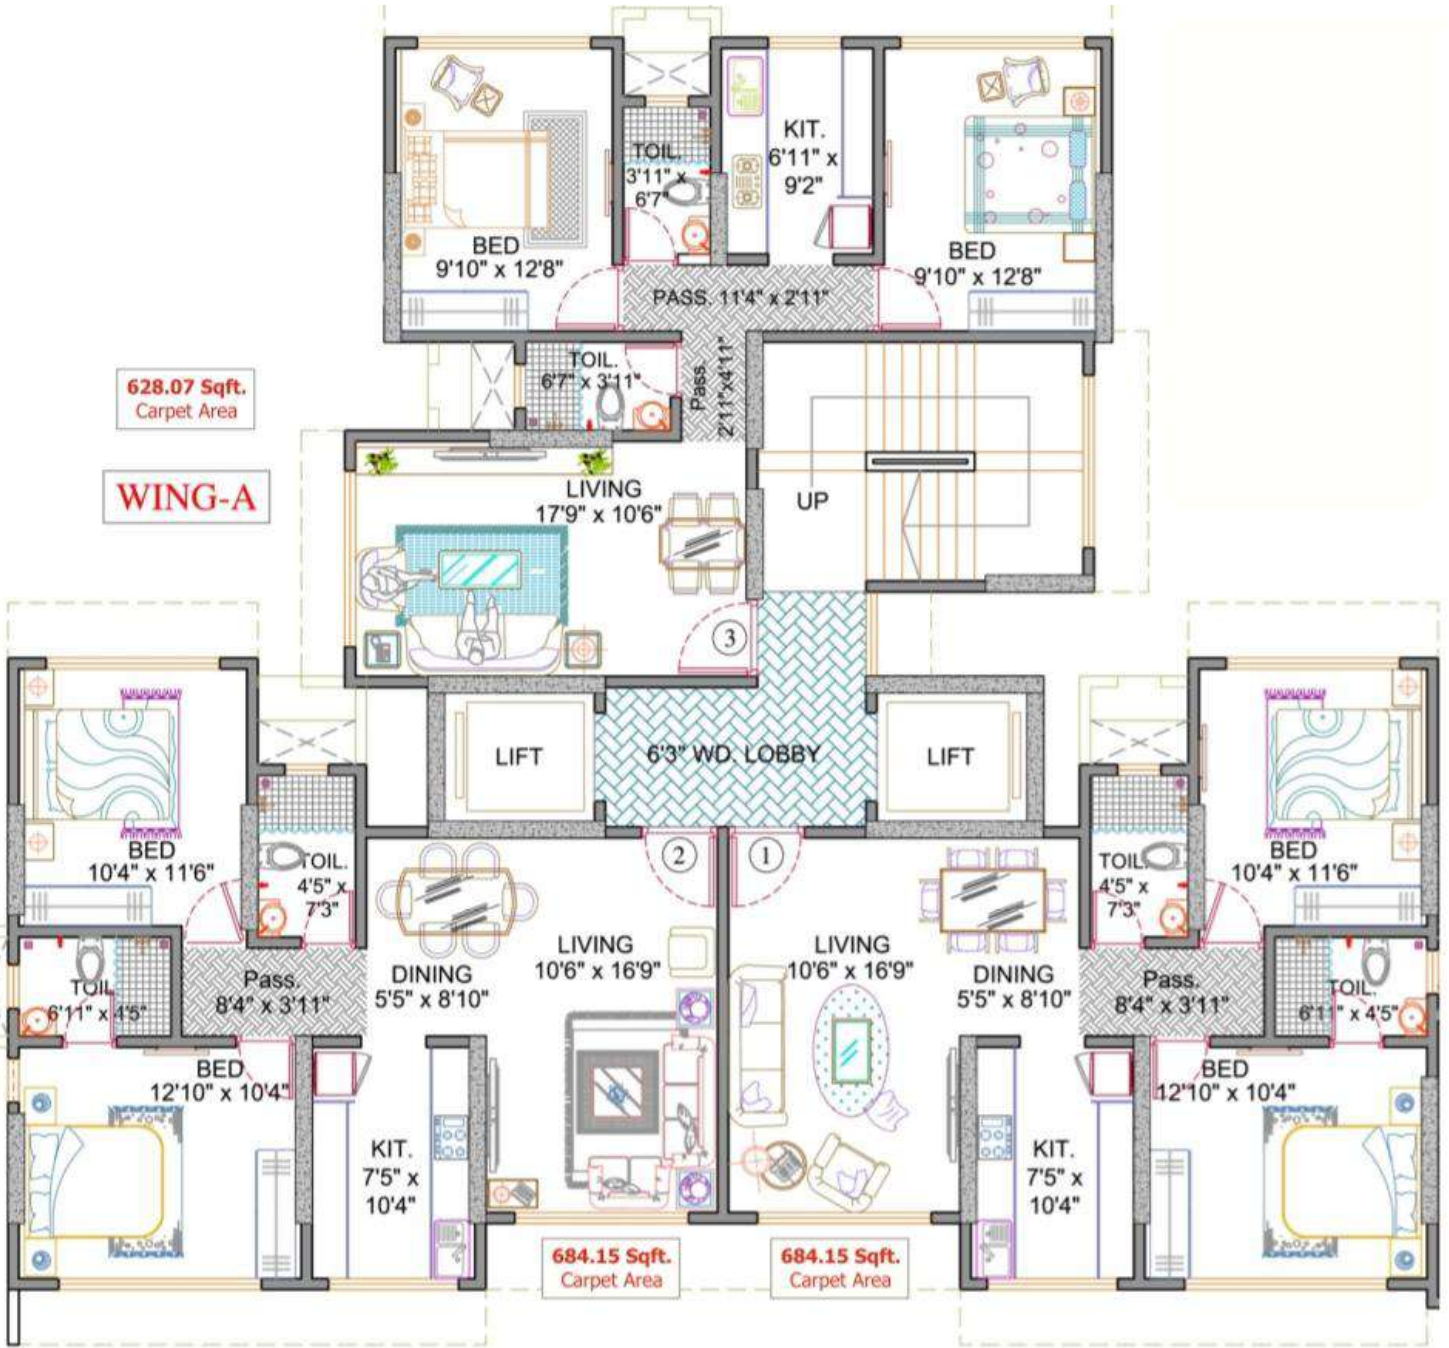 TOIL.
3'11" x
6'7"
KIT.
6'11" x
9'2"
BED
9'10" x 12'8"
BED
9'10" x 12'8"
PASS. 11'4" x 2'11"
TOIL.
6'7" x 3'11"
Pass.
2'11"x4'11"
628.07 Sqft.
Carpet Area
WING-A
LIVING
17'9" x 10'6"
UP
3
LIFT
6'3" WD. LOBBY
LIFT
BED
10'4" x 11'6"
TOIL.
4'5" x
7'3"
2
1
TOIL.
4'5" x
7'3"
BED
10'4" x 11'6"
TOIL.
6'11" x 4'5"
Pass.
8'4" x 3'11"
DINING
5'5" x 8'10"
LIVING
10'6" x 16'9"
LIVING
10'6" x 16'9"
DINING
5'5" x 8'10"
Pass.
8'4" x 3'11"
TOIL.
6'11" x 4'5"
BED
12'10" x 10'4"
KIT.
7'5" x
10'4"
KIT.
7'5" x
10'4"
BED
12'10" x 10'4"
684.15 Sqft.
Carpet Area
684.15 Sqft.
Carpet Area